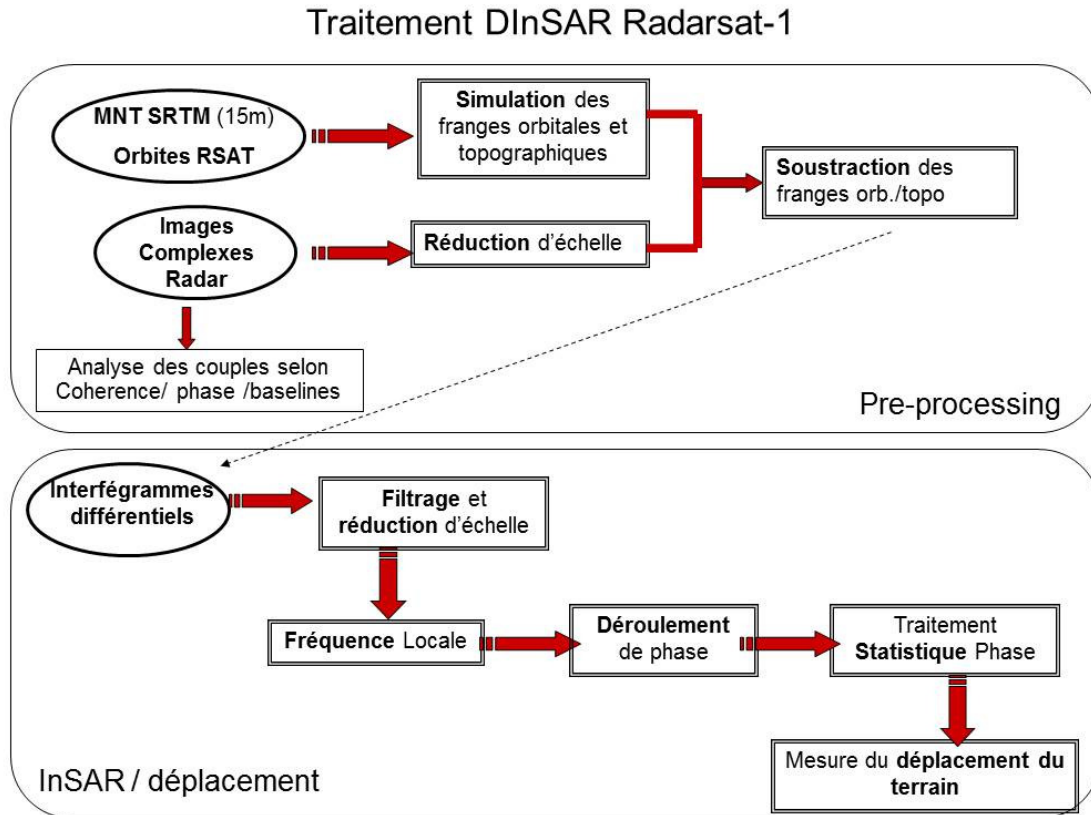 Traitement DInSAR Radarsat-1
MNT SRTM (15m)
Orbites RSAT
Simulation des
franges orbitales et
topographiques
Soustraction des
franges orb./topo
Images
Complexes
Radar
Réduction d'échelle
Analyse des couples selon
Coherence/ phase /baselines
Pre-processing
Interfégrammes
différentiels
Filtrage et
réduction d'échelle
Fréquence Locale
Déroulement
de phase
Traitement
Statistique Phase
Mesure du déplacement du
terrain
InSAR / déplacement